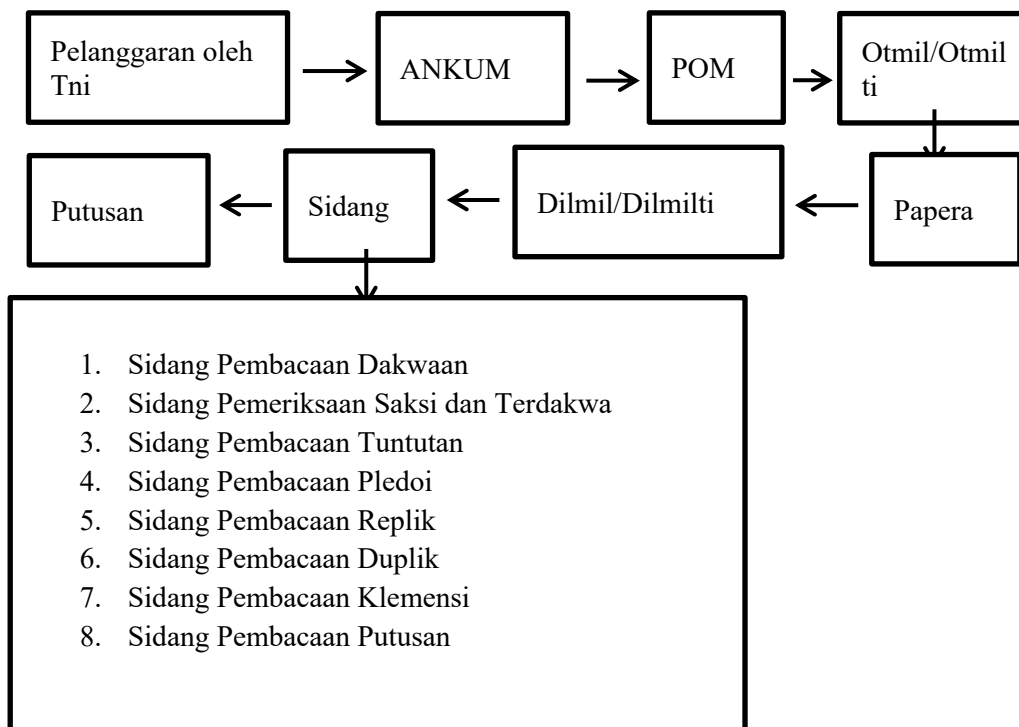 Pelanggaran oleh
Tni
ANKUM
POM
Otmil/Otmil
ti
Putusan
Sidang
Dilmil/Dilmilti
Papera
1. Sidang Pembacaan Dakwaan
2. Sidang Pemeriksaan Saksi dan Terdakwa
3. Sidang Pembacaan Tuntutan
4. Sidang Pembacaan Pledoi
5. Sidang Pembacaan Replik
6. Sidang Pembacaan Duplik
7. Sidang Pembacaan Klemensi
8. Sidang Pembacaan Putusan